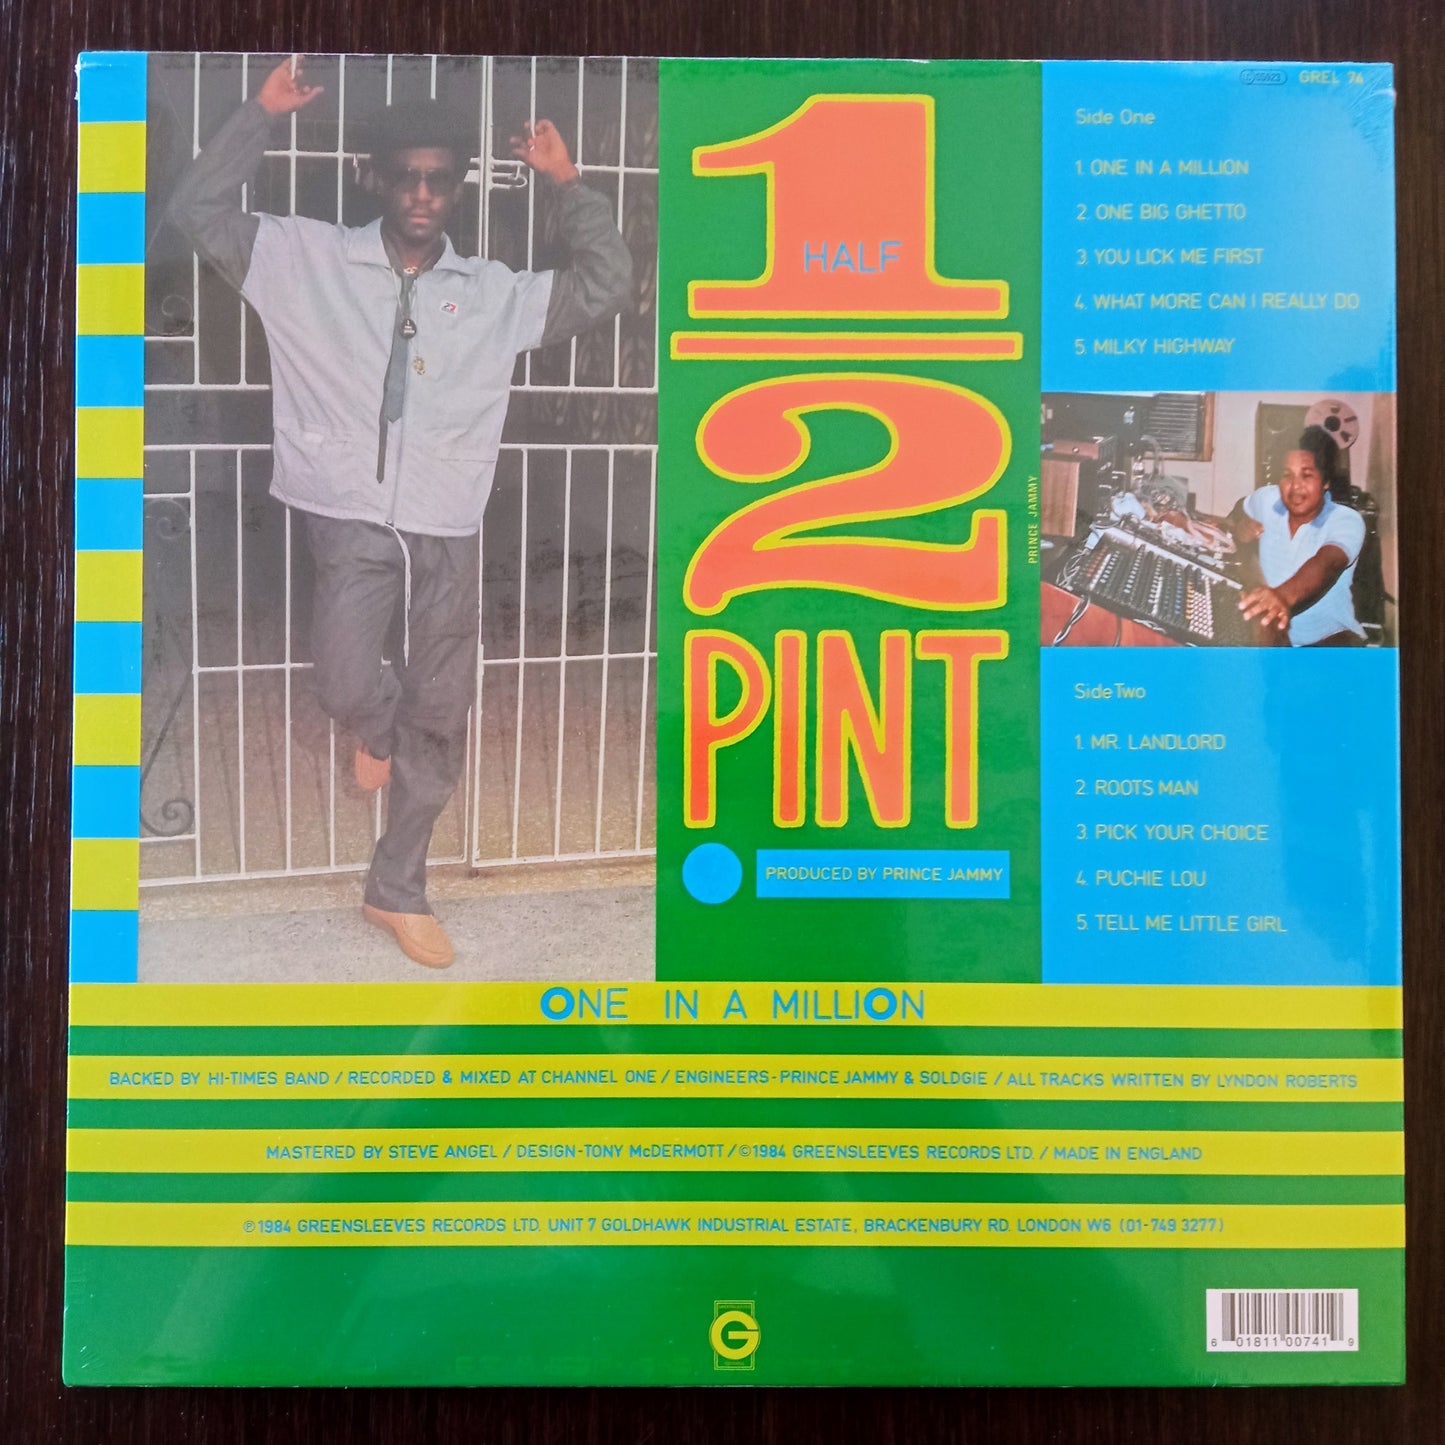 LC 05623 GREL 74
Side One
1. ONE IN A MILLION
2. ONE BIG GHETTO
3. YOU LICK ME FIRST
4. WHAT MORE CAN I REALLY DO
5. MILKY HIGHWAY
1
HALF
2
PINT
PRINCE JAMMY
PRODUCED BY PRINCE JAMMY
Side Two
1. MR. LANDLORD
2. ROOTS MAN
3. PICK YOUR CHOICE
4. PUCHIE LOU
5. TELL ME LITTLE GIRL
ONE IN A MILLION
BACKED BY HI-TIMES BAND / RECORDED & MIXED AT CHANNEL ONE / ENGINEERS-PRINCE JAMMY & SOLDGIE / ALL TRACKS WRITTEN BY LYNDON ROBERTS
MASTERED BY STEVE ANGEL / DESIGN-TONY McDERMOTT / ©1984 GREENSLEEVES RECORDS LTD. / MADE IN ENGLAND
℗1984 GREENSLEEVES RECORDS LTD. UNIT 7 GOLDHAWK INDUSTRIAL ESTATE, BRACKENBURY RD. LONDON W6 (01-749 3277)
G
6 01811 00741 9